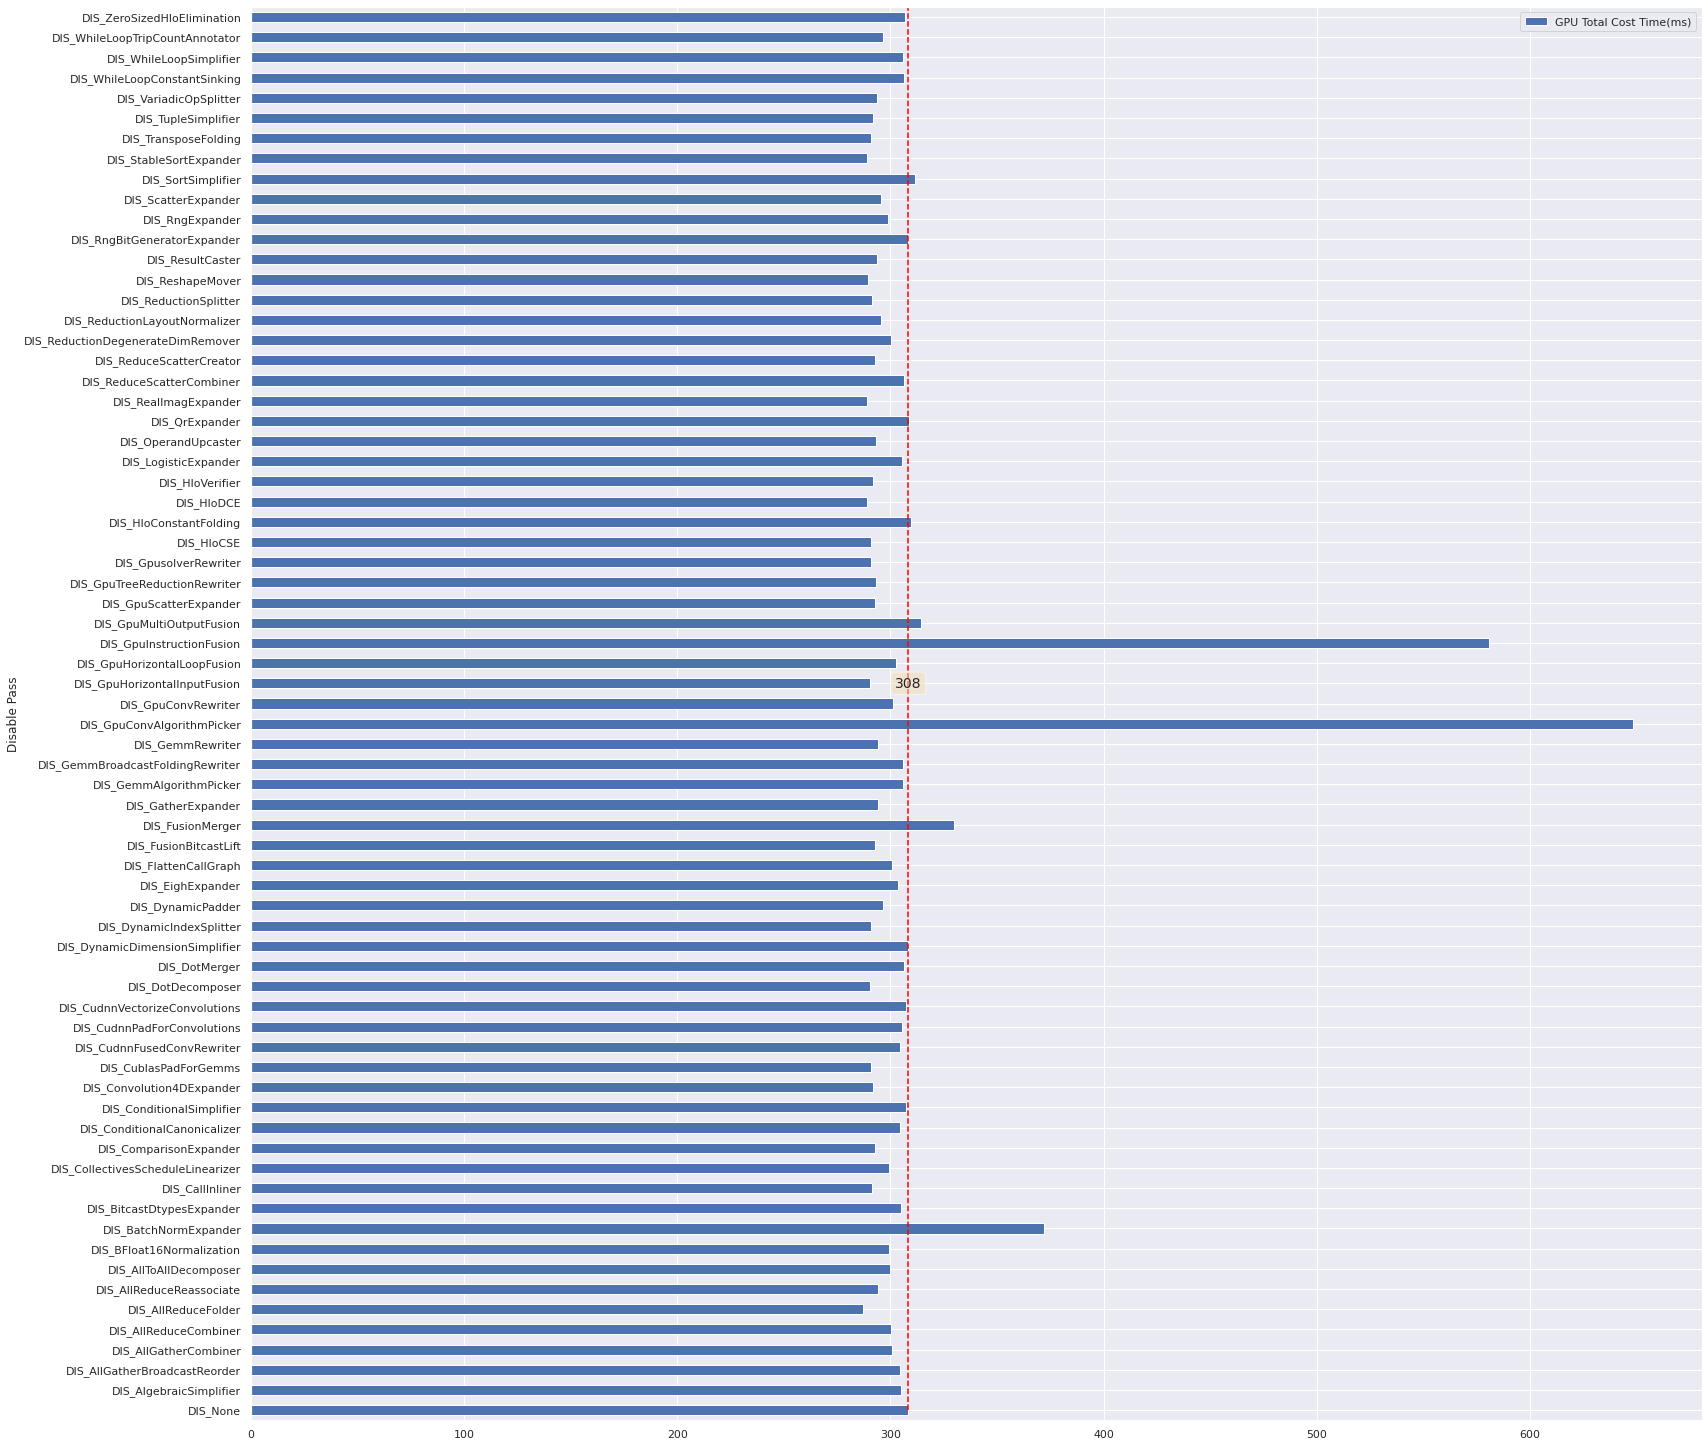 GPU Total Cost Time(ms)
DIS_ZeroSizedHloElimination
DIS_WhileLoopTripCountAnnotator
DIS_WhileLoopSimplifier
DIS_WhileLoopConstantSinking
DIS_VariadicOpSplitter
DIS_TupleSimplifier
DIS_TransposeFolding
DIS_StableSortExpander
DIS_SortSimplifier
DIS_ScatterExpander
DIS_RngExpander
DIS_RngBitGeneratorExpander
DIS_ResultCaster
DIS_ReshapeMover
DIS_ReductionSplitter
DIS_ReductionLayoutNormalizer
DIS_ReductionDegenerateDimRemover
DIS_ReduceScatterCreator
DIS_ReduceScatterCombiner
DIS_RealImagExpander
DIS_QrExpander
DIS_OperandUpcaster
DIS_LogisticExpander
DIS_HloVerifier
DIS_HloDCE
DIS_HloConstantFolding
DIS_HloCSE
DIS_GpusolverRewriter
DIS_GpuTreeReductionRewriter
DIS_GpuScatterExpander
DIS_GpuMultiOutputFusion
DIS_GpuInstructionFusion
DIS_GpuHorizontalLoopFusion
DIS_GpuHorizontalInputFusion
308
DIS_GpuConvRewriter
DIS_GpuConvAlgorithmPicker
DIS_GemmRewriter
DIS_GemmBroadcastFoldingRewriter
DIS_GemmAlgorithmPicker
DIS_GatherExpander
DIS_FusionMerger
DIS_FusionBitcastLift
DIS_FlattenCallGraph
DIS_EighExpander
DIS_DynamicPadder
DIS_DynamicIndexSplitter
DIS_DynamicDimensionSimplifier
DIS_DotMerger
DIS_DotDecomposer
DIS_CudnnVectorizeConvolutions
DIS_CudnnPadForConvolutions
DIS_CudnnFusedConvRewriter
DIS_CublasPadForGemms
DIS_Convolution4DExpander
DIS_ConditionalSimplifier
DIS_ConditionalCanonicalizer
DIS_ComparisonExpander
DIS_CollectivesScheduleLinearizer
DIS_CallInliner
DIS_BitcastDtypesExpander
DIS_BatchNormExpander
DIS_BFloat16Normalization
DIS_AllToAllDecomposer
DIS_AllReduceReassociate
DIS_AllReduceFolder
DIS_AllReduceCombiner
DIS_AllGatherCombiner
DIS_AllGatherBroadcastReorder
DIS_AlgebraicSimplifier
DIS_None
Disable Pass
0 100 200 300 400 500 600